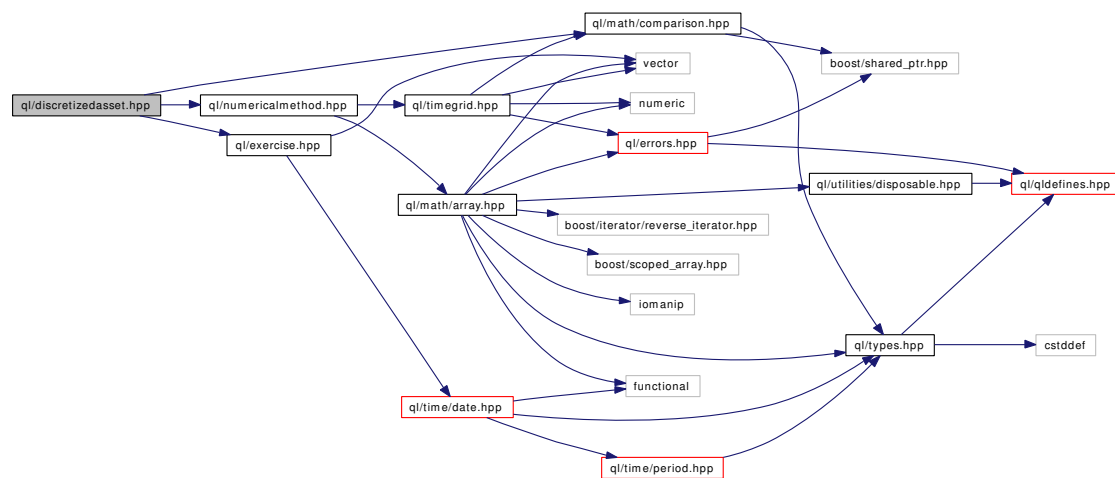 ql/math/comparison.hpp
vector
boost/shared_ptr.hpp
ql/discretizedasset.hpp
ql/numericalmethod.hpp
ql/timegrid.hpp
numeric
ql/exercise.hpp
ql/errors.hpp
ql/utilities/disposable.hpp
ql/qldefines.hpp
ql/math/array.hpp
boost/iterator/reverse_iterator.hpp
boost/scoped_array.hpp
iomanip
ql/types.hpp
cstddef
functional
ql/time/date.hpp
ql/time/period.hpp